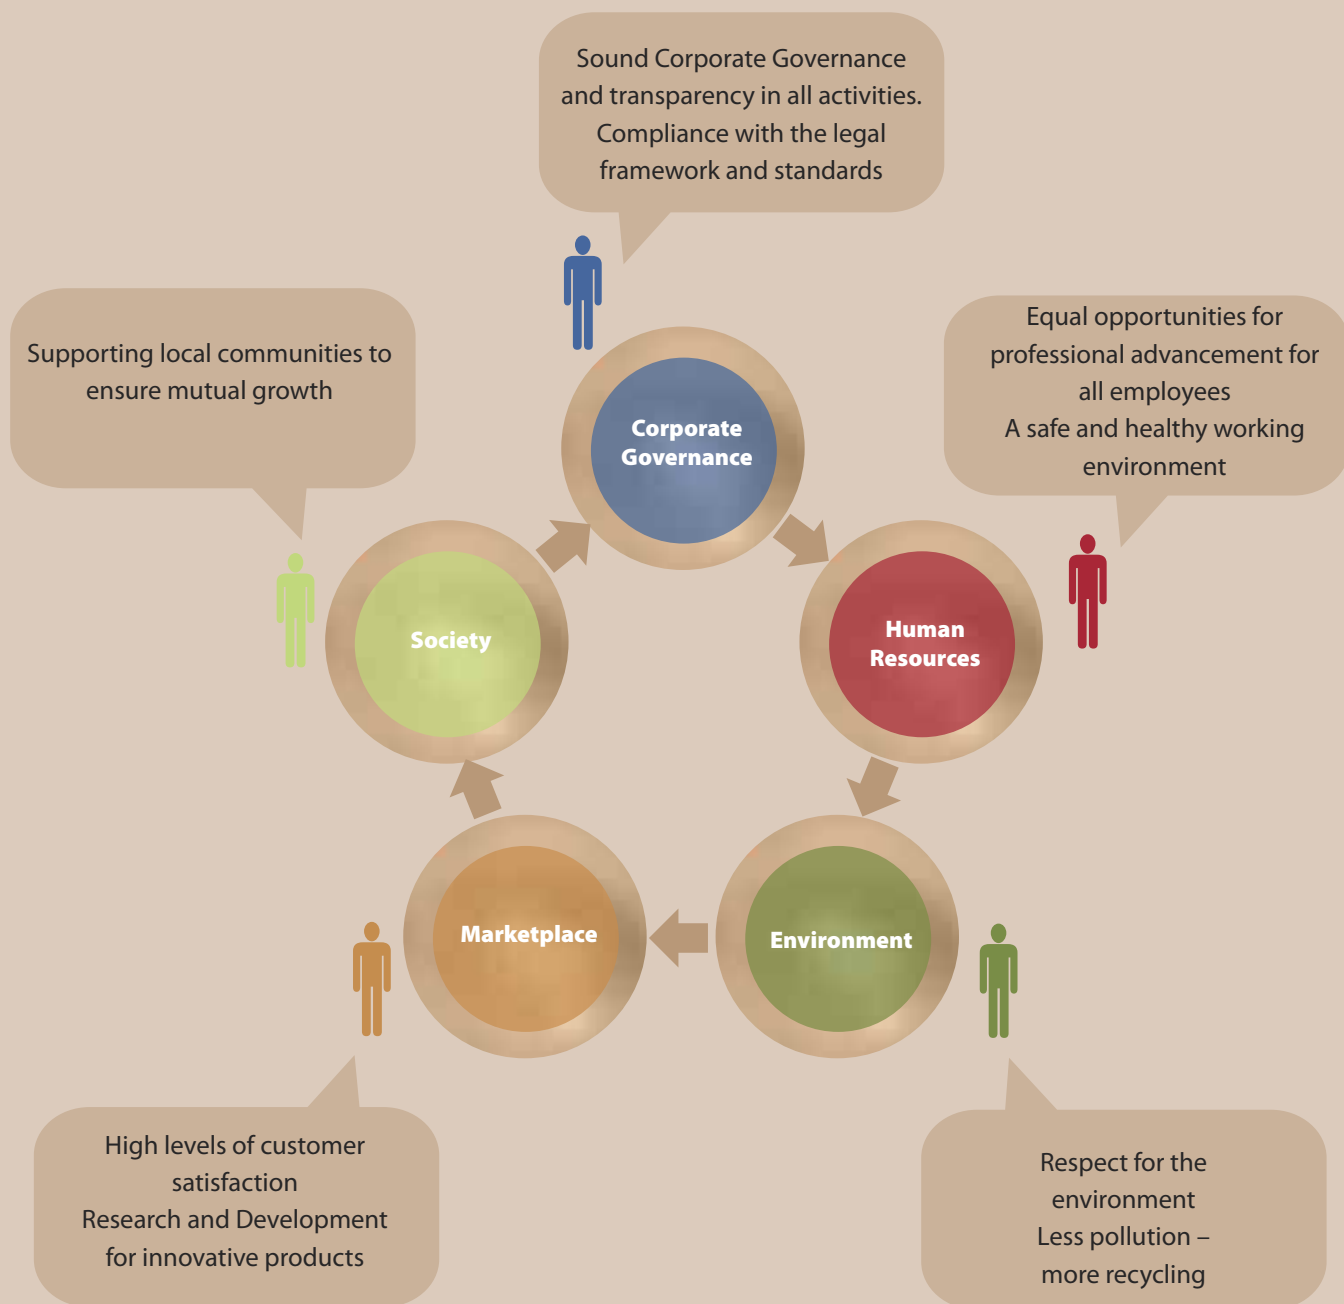 Sound Corporate Governance
and transparency in all activities.
Compliance with the legal
framework and standards
Supporting local communities to
ensure mutual growth
Equal opportunities for
professional advancement for
all employees
A safe and healthy working
environment
Corporate
Governance
Society
Human
Resources
Marketplace
Environment
High levels of customer
satisfaction
Research and Development
for innovative products
Respect for the
environment
Less pollution –
more recycling